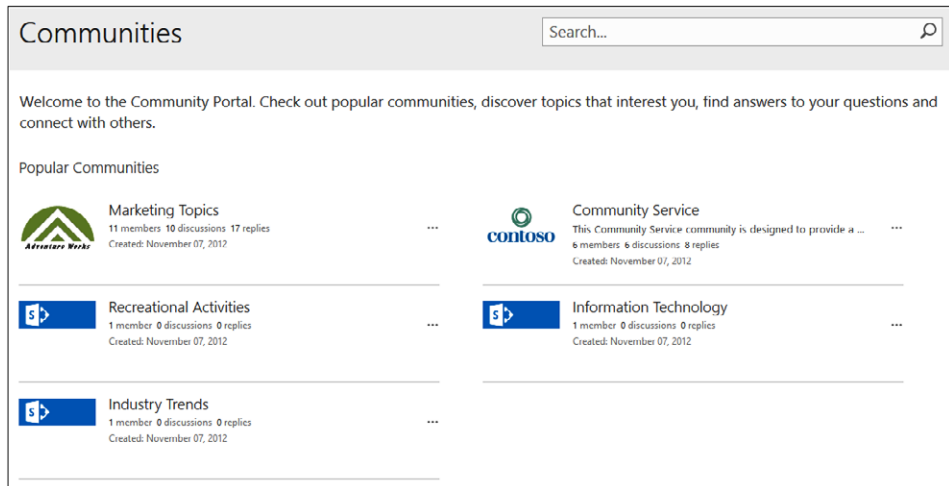 Communities
Search...
Welcome to the Community Portal. Check out popular communities, discover topics that interest you, find answers to your questions and
connect with others.
Popular Communities
Adventure Works
Marketing Topics
11 members 10 discussions 17 replies
Created: November 07, 2012
...
contoso
Community Service
This Community Service community is designed to provide a ...
6 members 6 discussions 8 replies
Created: November 07, 2012
...
S
Recreational Activities
1 member 0 discussions 0 replies
Created: November 07, 2012
...
S
Information Technology
1 member 0 discussions 0 replies
Created: November 07, 2012
...
S
Industry Trends
1 member 0 discussions 0 replies
Created: November 07, 2012
...